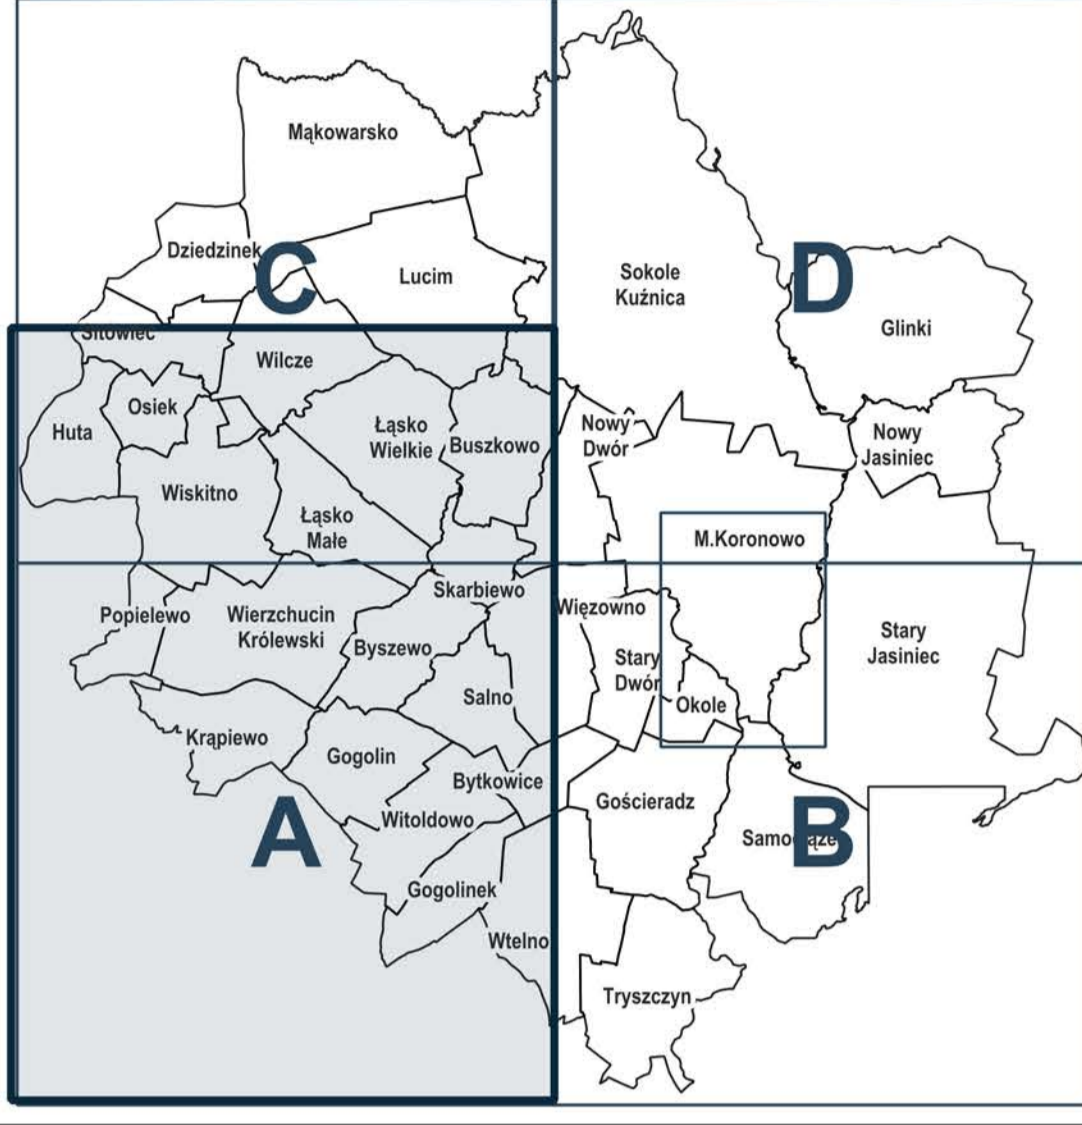 Mąkowarsko
Dziedzinek
C
Lucim
Sokole
Kuźnica
D
Glinki
Sitowiec
Wilcze
Osiek
Huta
Łąsko
Wielkie
Buszkowo
Nowy
Dwór
Nowy
Jasiniec
Wiskitno
Łąsko
Małe
M.Koronowo
Skarbiewo
Popielewo
Wierzchucin
Królewski
Byszewo
Więzowno
Stary
Dwór
Stary
Jasiniec
Salno
Okole
Krąpiewo
Gogolin
Bytkowice
Gościeradz
Witoldowo
A
Samociążek
B
Gogolinek
Wtelno
Tryszczyn